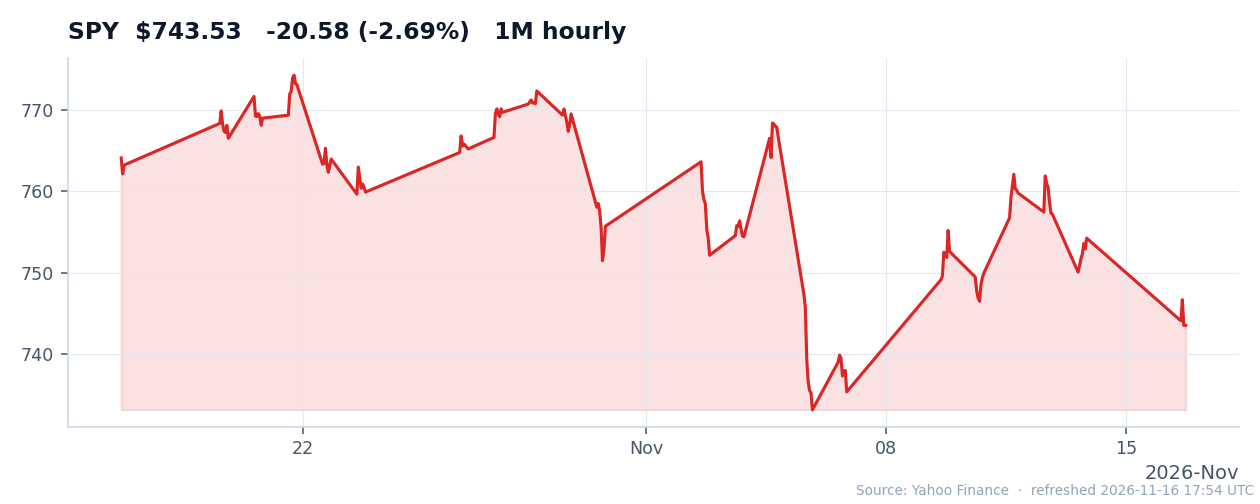 SPY $743.53 -20.58 (-2.69%) 1M hourly
770
760
750
740
22 Nov 08 15
2026-Nov
Source: Yahoo Finance · refreshed 2026-11-16 17:54 UTC